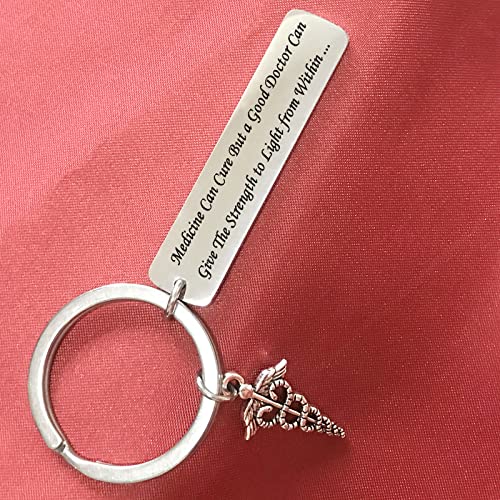 Medicine Can Cure But a Good Doctor Can
Give The Strength to Light from Within ...